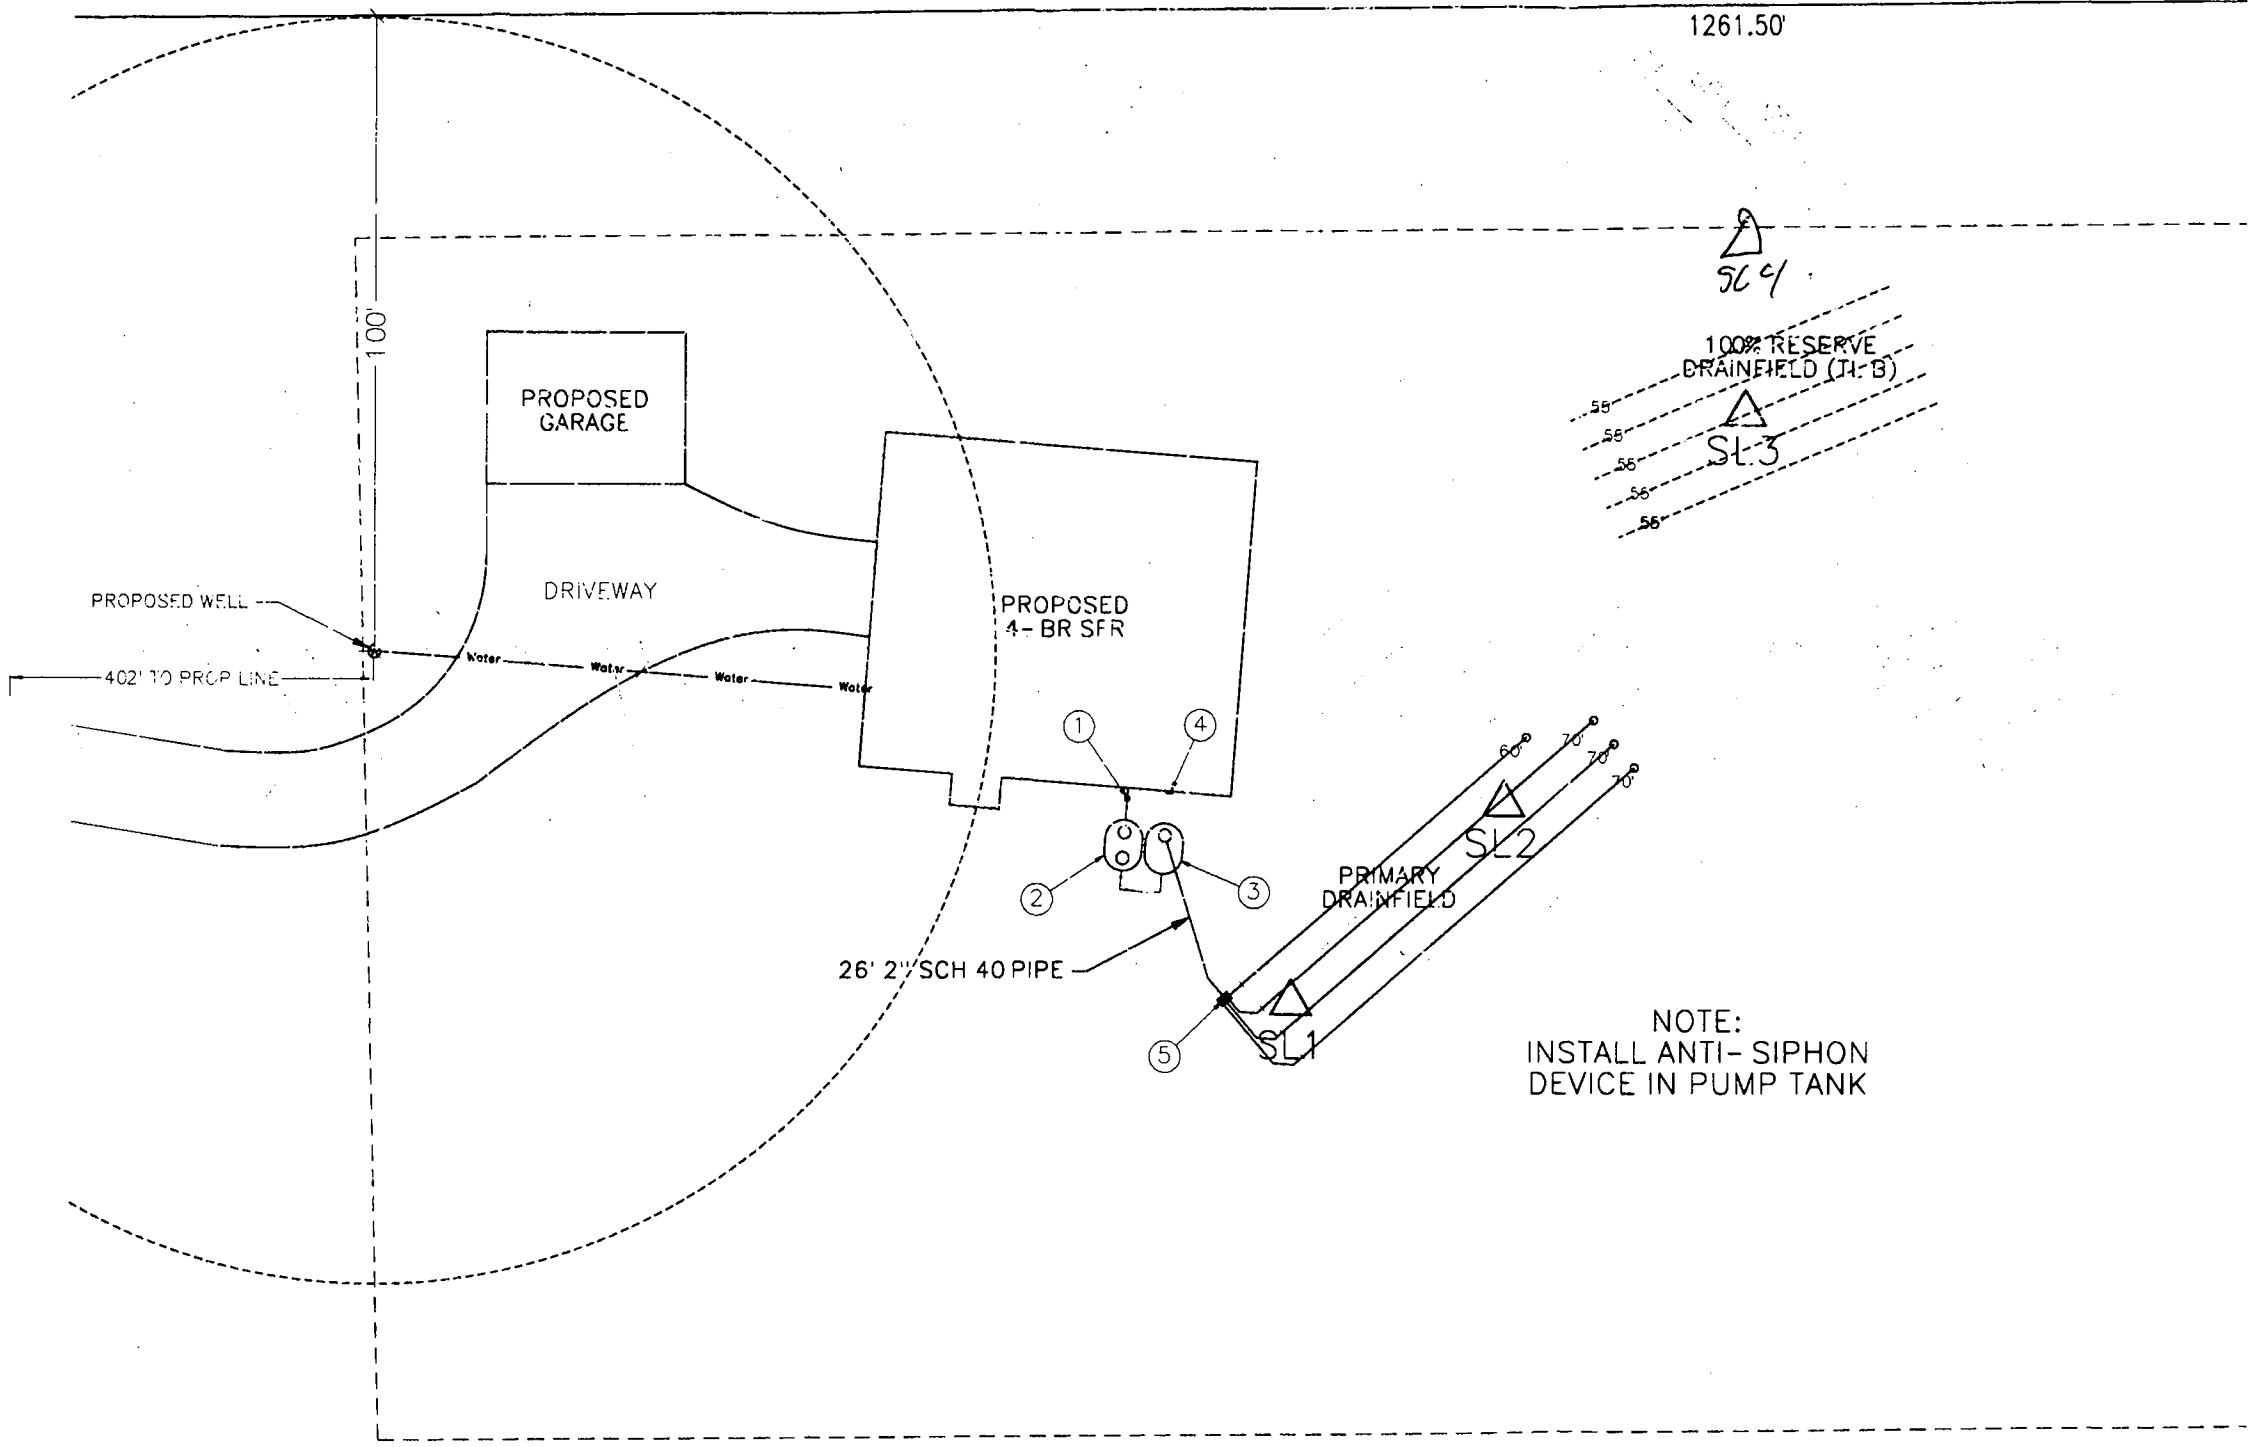 1261.50'
100'
100% RESERVE
DRAINFIELD
55'
55'
55'
55'
55'
SL3
PROPOSED
GARAGE
DRIVEWAY
PROPOSED WELL
402' TO PROP LINE
Water
Water
Water
Water
PROPOSED
4-BR SFR
1
4
2
3
60'
70'
70'
70'
SL2
PRIMARY
DRAINFIELD
26' 2" SCH 40 PIPE
5
SL1
NOTE:
INSTALL ANTI-SIPHON
DEVICE IN PUMP TANK